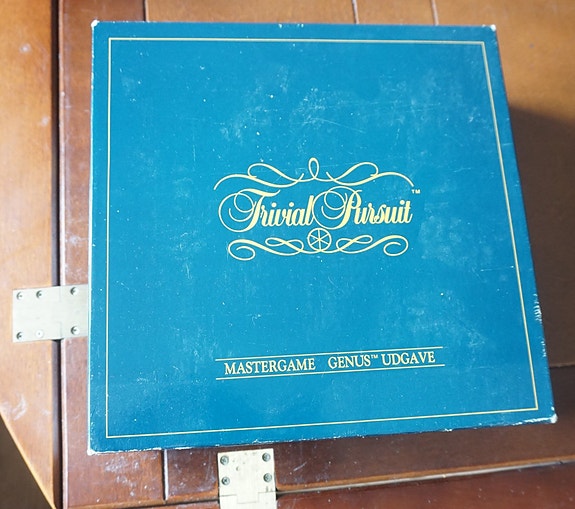 Trivial Pursuit™
MASTERGAME GENUS™ UDGAVE